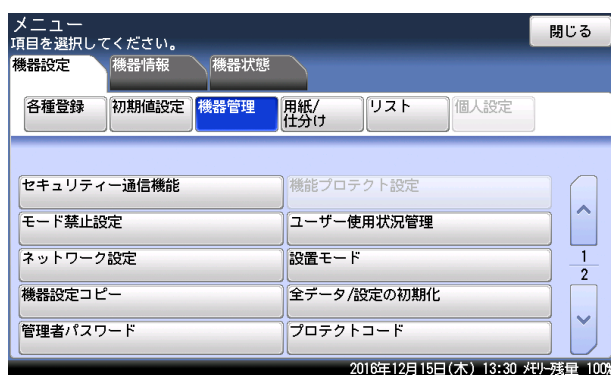 メニュー
項目を選択してください。
閉じる
機器設定
機器情報
機器状態
各種登録
初期値設定
機器管理
用紙/
仕分け
リスト
個人設定
セキュリティー通信機能
機能プロテクト設定
モード禁止設定
ユーザー使用状況管理
ネットワーク設定
設置モード
1
2
機器設定コピー
全データ/設定の初期化
管理者パスワード
プロテクトコード
2016年12月15日(木) 13:30 メモリー残量 100%